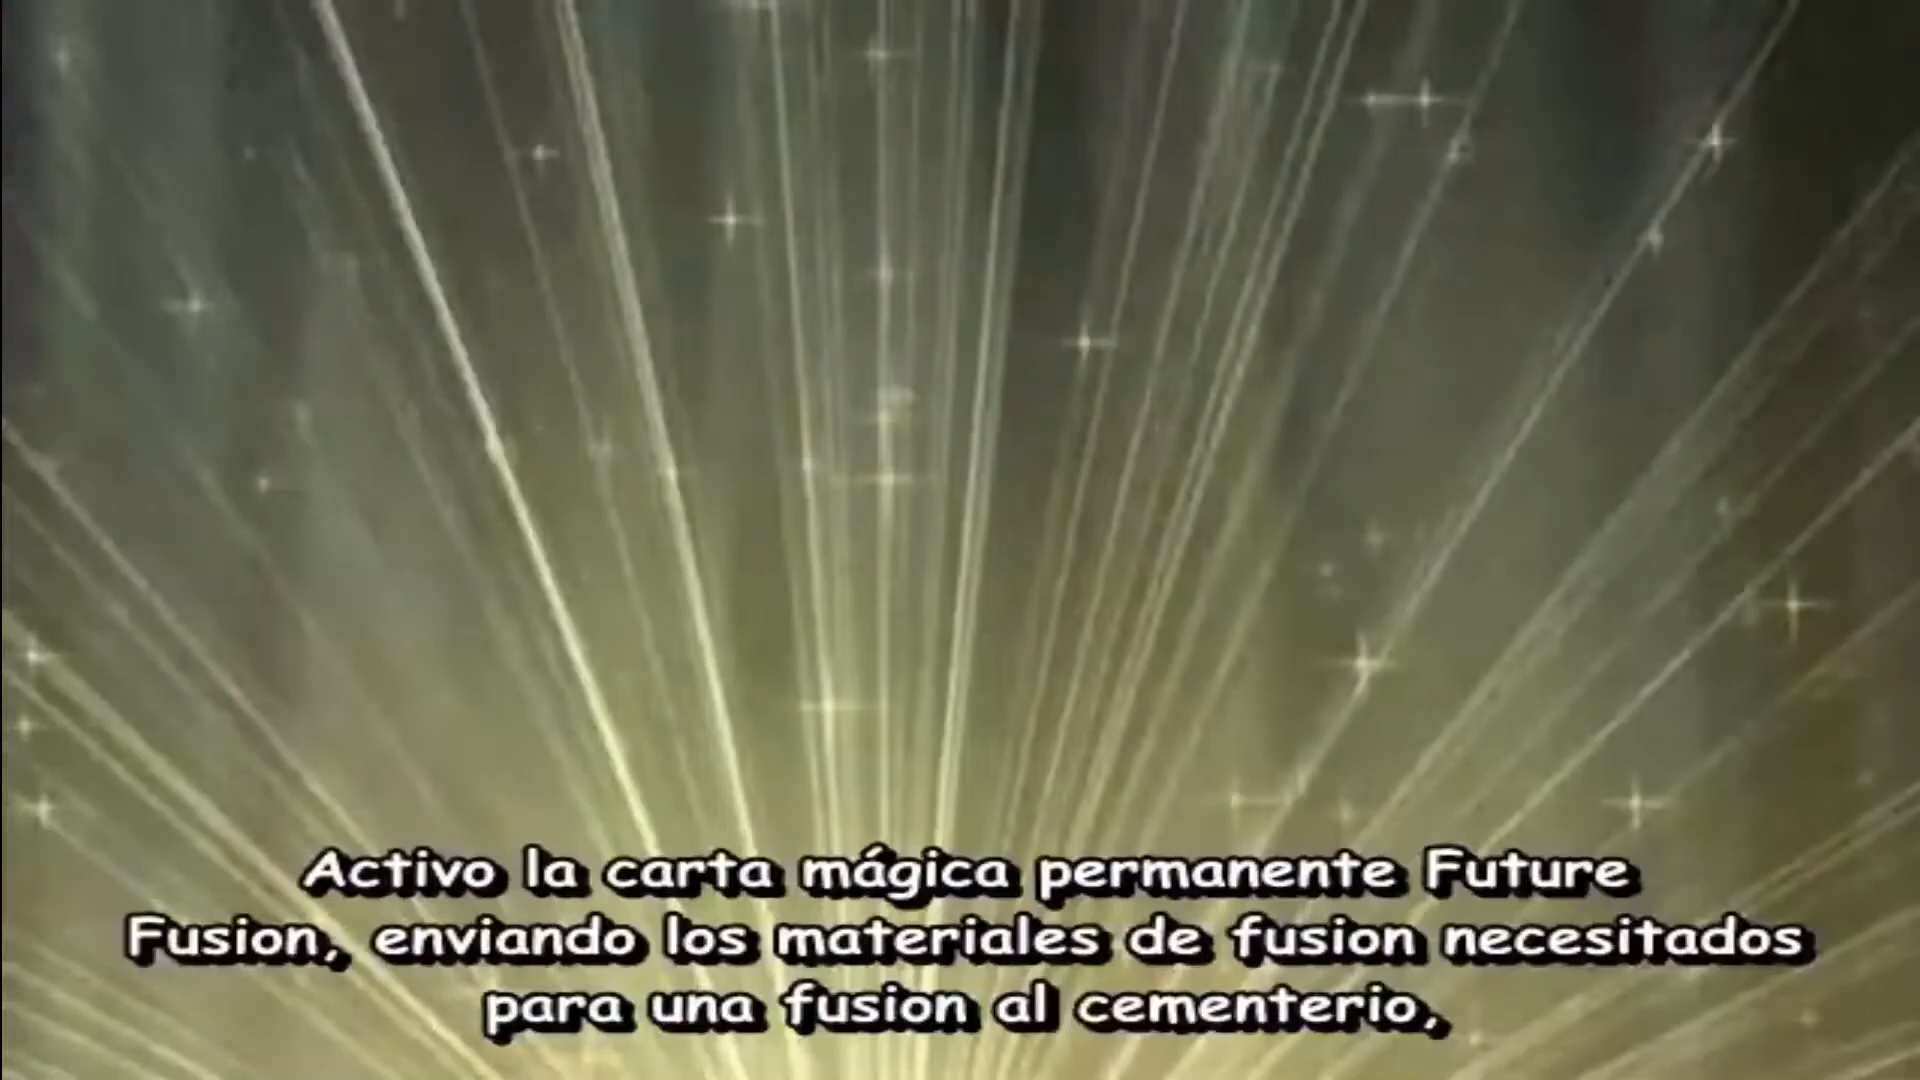 Activo la carta mágica permanente Future
Fusion, enviando los materiales de fusion necesitados
para una fusion al cementerio,